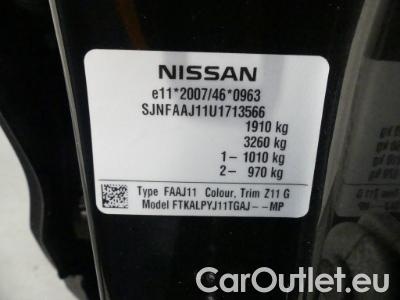 NISSAN
e11*2007/46*0963
SJNFAAJ11U1713566
1910 kg
3260 kg
1- 1010 kg
2- 970 kg
Type FAAJ11 Colour, Trim Z11 G
Model FTKALPYJ11TGAJ--MP
CarOutlet.eu